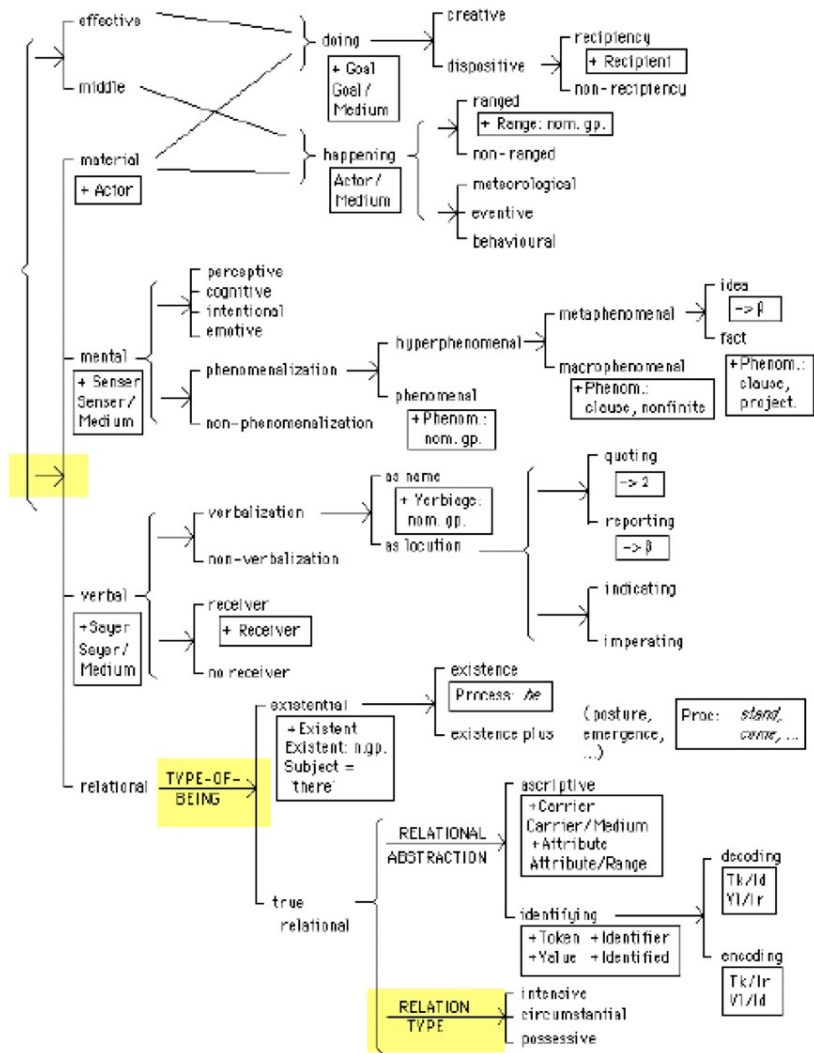 effective
doing
+ Goal
Goal/
Medium
creative
dispositive
recipiency
+ Recipient
non-recipiency
middle
material
+ Actor
happening
Actor/
Medium
ranged
+ Range: nom. gp.
non-ranged
meteorological
eventive
behavioural
mental
+ Senser
Senser/
Medium
perceptive
cognitive
intentional
emotive
phenomenalization
non-phenomenalization
hyperphenomenal
phenomenal
+ Phenom.:
nom. gp.
metaphenomenal
macrophenomenal
+ Phenom.:
clause, nonfinite
idea
-> β
fact
+ Phenom.:
clause,
project.
verbal
+Sayer
Sayer/
Medium
verbalization
non-verbalization
as name
+ Verbiage:
nom. gp.
as locution
quoting
-> 2
reporting
-> β
indicating
imperating
receiver
+ Receiver
no receiver
relational
TYPE-OF-
BEING
existential
+Existent
Existent: n.gp.
Subject =
'there'
existence
Process: be
existence plus
(posture,
emergence,
...)
Proc: stand,
come, ...
true
relational
RELATIONAL
ABSTRACTION
ascriptive
+Carrier
Carrier/Medium
+Attribute
Attribute/Range
identifying
+Token +Identifier
+Value +Identified
decoding
Tk/Id
Vl/Ir
encoding
Tk/Ir
Vl/Id
RELATION
TYPE
intensive
circumstantial
possessive